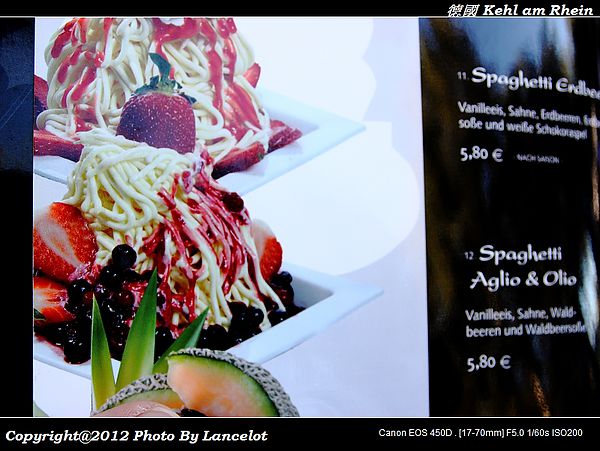 德國 Kehl am Rhein
11 Spaghetti Erdbee
Vanilleeis, Sahne, Erdbeeren, Erdb
soße und weiße Schokoraspel
5,80 € NACH SAISON
12 Spaghetti
Aglio & Olio
Vanilleeis, Sahne, Wald-
beeren und Waldbeersoße
5,80 €
Copyright@2012 Photo By Lancelot
Canon EOS 450D . [17-70mm] F5.0 1/60s ISO200